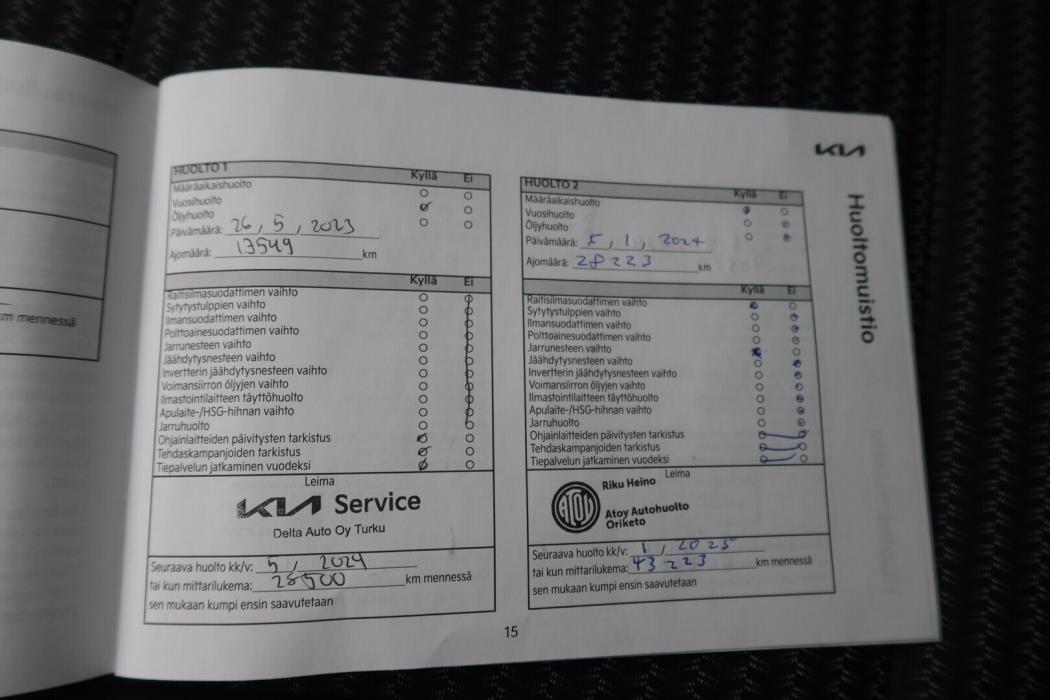 m mennessä
HUOLTO 1
Kyllä Ei
Määräaikaishuolto
Vuosihuolto
Öljyhuolto
Päivämäärä: 26, 5, 2023
Ajomäärä: 13549 km
Kyllä Ei
Raitisilmasuodattimen vaihto
Sytytystulppien vaihto
Ilmansuodattimen vaihto
Polttoainesuodattimen vaihto
Jarrunesteen vaihto
Jäähdytysnesteen vaihto
Invertterin jäähdytysnesteen vaihto
Voimansiirron öljyjen vaihto
Ilmastointilaitteen täyttöhuolto
Apulaite-/HSG-hihnan vaihto
Jarruhuolto
Ohjainlaitteiden päivitysten tarkistus
Tehdaskampanjoiden tarkistus
Tiepalvelun jatkaminen vuodeksi
Leima
KIA Service
Delta Auto Oy Turku
Seuraava huolto kk/v: 5, 2024
tai kun mittarilukema: 28500 km mennessä
sen mukaan kumpi ensin saavutetaan
HUOLTO 2
Kyllä Ei
Määräaikaishuolto
Vuosihuolto
Öljyhuolto
Päivämäärä: 5, 1, 2024
Ajomäärä: 28223 km
Kyllä Ei
Raitisilmasuodattimen vaihto
Sytytystulppien vaihto
Ilmansuodattimen vaihto
Polttoainesuodattimen vaihto
Jarrunesteen vaihto
Jäähdytysnesteen vaihto
Invertterin jäähdytysnesteen vaihto
Voimansiirron öljyjen vaihto
Ilmastointilaitteen täyttöhuolto
Apulaite-/HSG-hihnan vaihto
Jarruhuolto
Ohjainlaitteiden päivitysten tarkistus
Tehdaskampanjoiden tarkistus
Tiepalvelun jatkaminen vuodeksi
Leima
ATOY
Riku Heino
Atoy Autohuolto
Oriketo
Seuraava huolto kk/v: 1, 2025
tai kun mittarilukema: 43223 km mennessä
sen mukaan kumpi ensin saavutetaan
KIA
Huoltomuistio
15